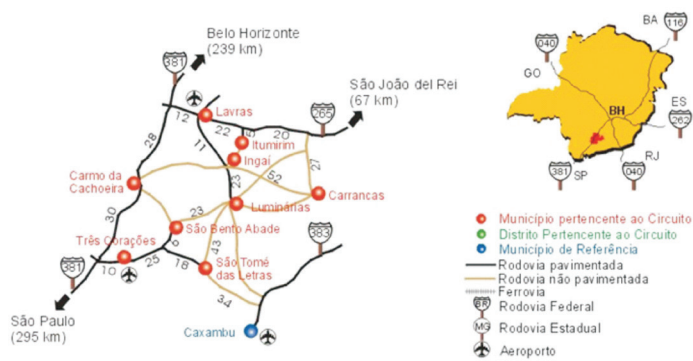 Belo Horizonte
(239 km)
381
São João del Rei
(67 km)
265
Lavras
12
22
5
20
Itumirim
28
11
Ingaí
52
27
Carmo da
Cachoeira
23
Carrancas
Luminárias
30
23
São Bento Abade
383
Três Corações
6
43
381
10
25
18
São Tomé
das Letras
34
São Paulo
(295 km)
Caxambu
116
BA
040
GO
BH
ES
262
381
SP
040
RJ
Município pertencente ao Circuito
Distrito Pertencente ao Circuito
Município de Referência
Rodovia pavimentada
Rodovia não pavimentada
Ferrovia
BR Rodovia Federal
MG Rodovia Estadual
Aeroporto